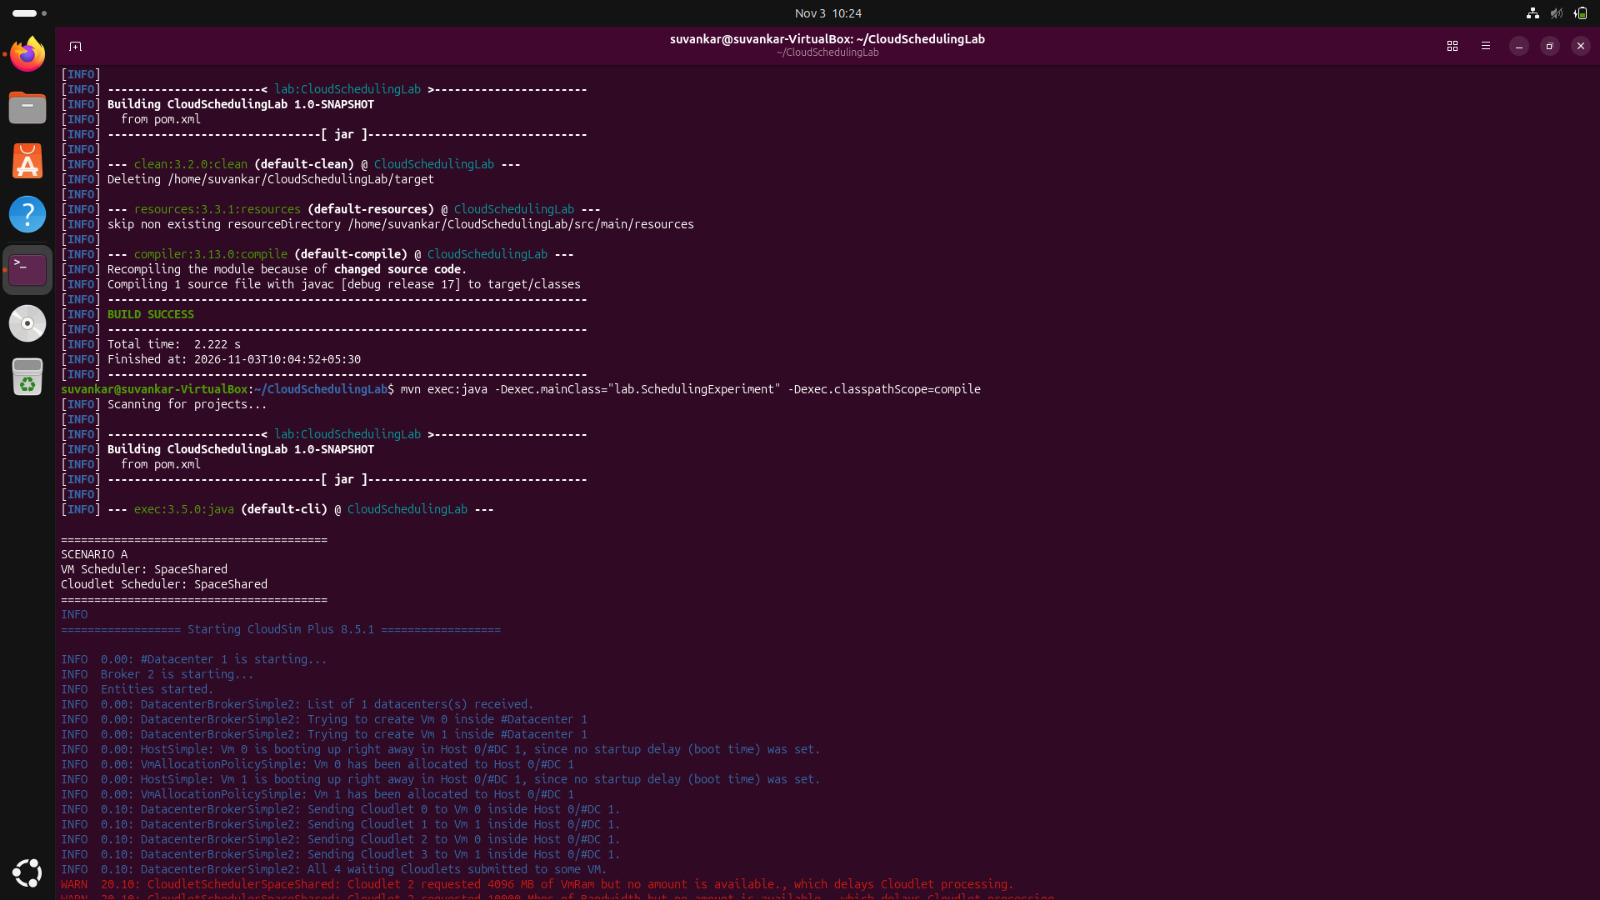 Nov 3 10:24
suvankar@suvankar-VirtualBox: ~/CloudSchedulingLab
~/CloudSchedulingLab
[INFO]
[INFO] -----------------------< lab:CloudSchedulingLab >-----------------------
[INFO] Building CloudSchedulingLab 1.0-SNAPSHOT
[INFO]   from pom.xml
[INFO] --------------------------------[ jar ]---------------------------------
[INFO]
[INFO] --- clean:3.2.0:clean (default-clean) @ CloudSchedulingLab ---
[INFO] Deleting /home/suvankar/CloudSchedulingLab/target
[INFO]
[INFO] --- resources:3.3.1:resources (default-resources) @ CloudSchedulingLab ---
[INFO] skip non existing resourceDirectory /home/suvankar/CloudSchedulingLab/src/main/resources
[INFO]
[INFO] --- compiler:3.13.0:compile (default-compile) @ CloudSchedulingLab ---
[INFO] Recompiling the module because of changed source code.
[INFO] Compiling 1 source file with javac [debug release 17] to target/classes
[INFO] ------------------------------------------------------------------------
[INFO] BUILD SUCCESS
[INFO] ------------------------------------------------------------------------
[INFO] Total time:  2.222 s
[INFO] Finished at: 2026-11-03T10:04:52+05:30
[INFO] ------------------------------------------------------------------------
suvankar@suvankar-VirtualBox:~/CloudSchedulingLab$ mvn exec:java -Dexec.mainClass="lab.SchedulingExperiment" -Dexec.classpathScope=compile
[INFO] Scanning for projects...
[INFO]
[INFO] -----------------------< lab:CloudSchedulingLab >-----------------------
[INFO] Building CloudSchedulingLab 1.0-SNAPSHOT
[INFO]   from pom.xml
[INFO] --------------------------------[ jar ]---------------------------------
[INFO]
[INFO] --- exec:3.5.0:java (default-cli) @ CloudSchedulingLab ---
========================================
SCENARIO A
VM Scheduler: SpaceShared
Cloudlet Scheduler: SpaceShared
========================================
INFO
================== Starting CloudSim Plus 8.5.1 ==================
INFO  0.00: #Datacenter 1 is starting...
INFO  Broker 2 is starting...
INFO  Entities started.
INFO  0.00: DatacenterBrokerSimple2: List of 1 datacenters(s) received.
INFO  0.00: DatacenterBrokerSimple2: Trying to create Vm 0 inside #Datacenter 1
INFO  0.00: DatacenterBrokerSimple2: Trying to create Vm 1 inside #Datacenter 1
INFO  0.00: HostSimple: Vm 0 is booting up right away in Host 0/#DC 1, since no startup delay (boot time) was set.
INFO  0.00: VmAllocationPolicySimple: Vm 0 has been allocated to Host 0/#DC 1
INFO  0.00: HostSimple: Vm 1 is booting up right away in Host 0/#DC 1, since no startup delay (boot time) was set.
INFO  0.00: VmAllocationPolicySimple: Vm 1 has been allocated to Host 0/#DC 1
INFO  0.10: DatacenterBrokerSimple2: Sending Cloudlet 0 to Vm 0 inside Host 0/#DC 1.
INFO  0.10: DatacenterBrokerSimple2: Sending Cloudlet 1 to Vm 1 inside Host 0/#DC 1.
INFO  0.10: DatacenterBrokerSimple2: Sending Cloudlet 2 to Vm 0 inside Host 0/#DC 1.
INFO  0.10: DatacenterBrokerSimple2: Sending Cloudlet 3 to Vm 1 inside Host 0/#DC 1.
INFO  0.10: DatacenterBrokerSimple2: All 4 waiting Cloudlets submitted to some VM.
WARN  20.10: CloudletSchedulerSpaceShared: Cloudlet 2 requested 4096 MB of VmRam but no amount is available., which delays Cloudlet processing.
WARN  20.10: CloudletSchedulerSpaceShared: Cloudlet 2 requested 10000 Mbps of Bandwidth but no amount is available., which delays Cloudlet processing.